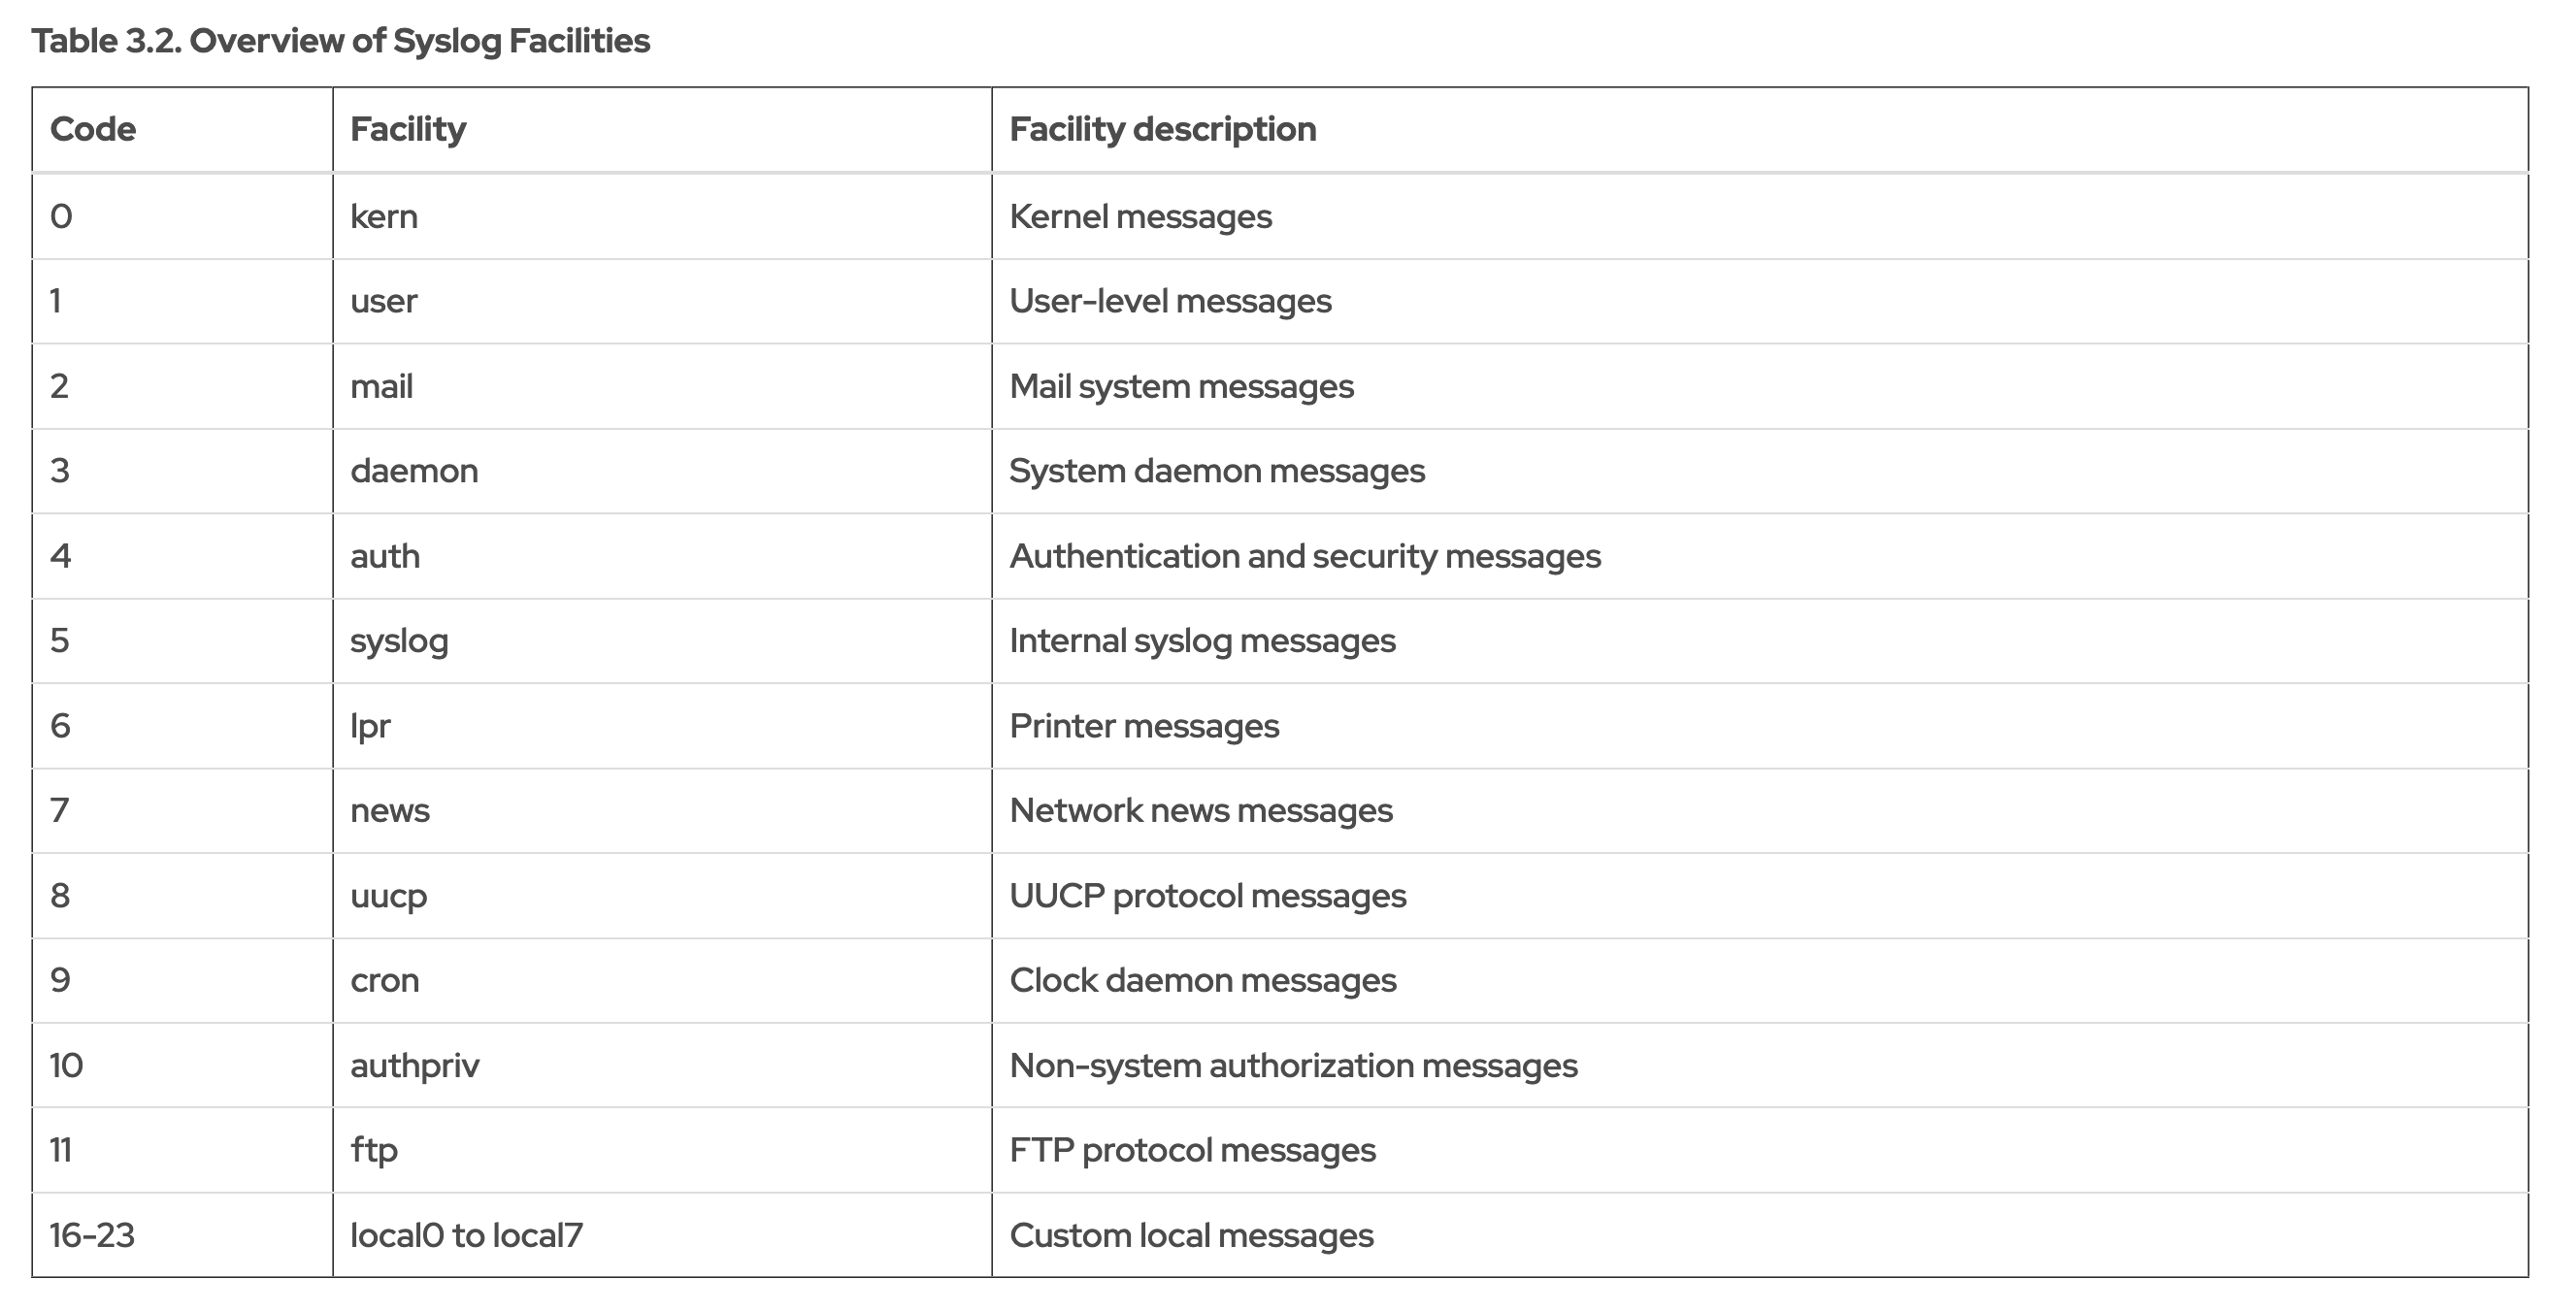 Table 3.2. Overview of Syslog Facilities
Code Facility Facility description
0 kern Kernel messages
1 user User-level messages
2 mail Mail system messages
3 daemon System daemon messages
4 auth Authentication and security messages
5 syslog Internal syslog messages
6 lpr Printer messages
7 news Network news messages
8 uucp UUCP protocol messages
9 cron Clock daemon messages
10 authpriv Non-system authorization messages
11 ftp FTP protocol messages
16-23 local0 to local7 Custom local messages